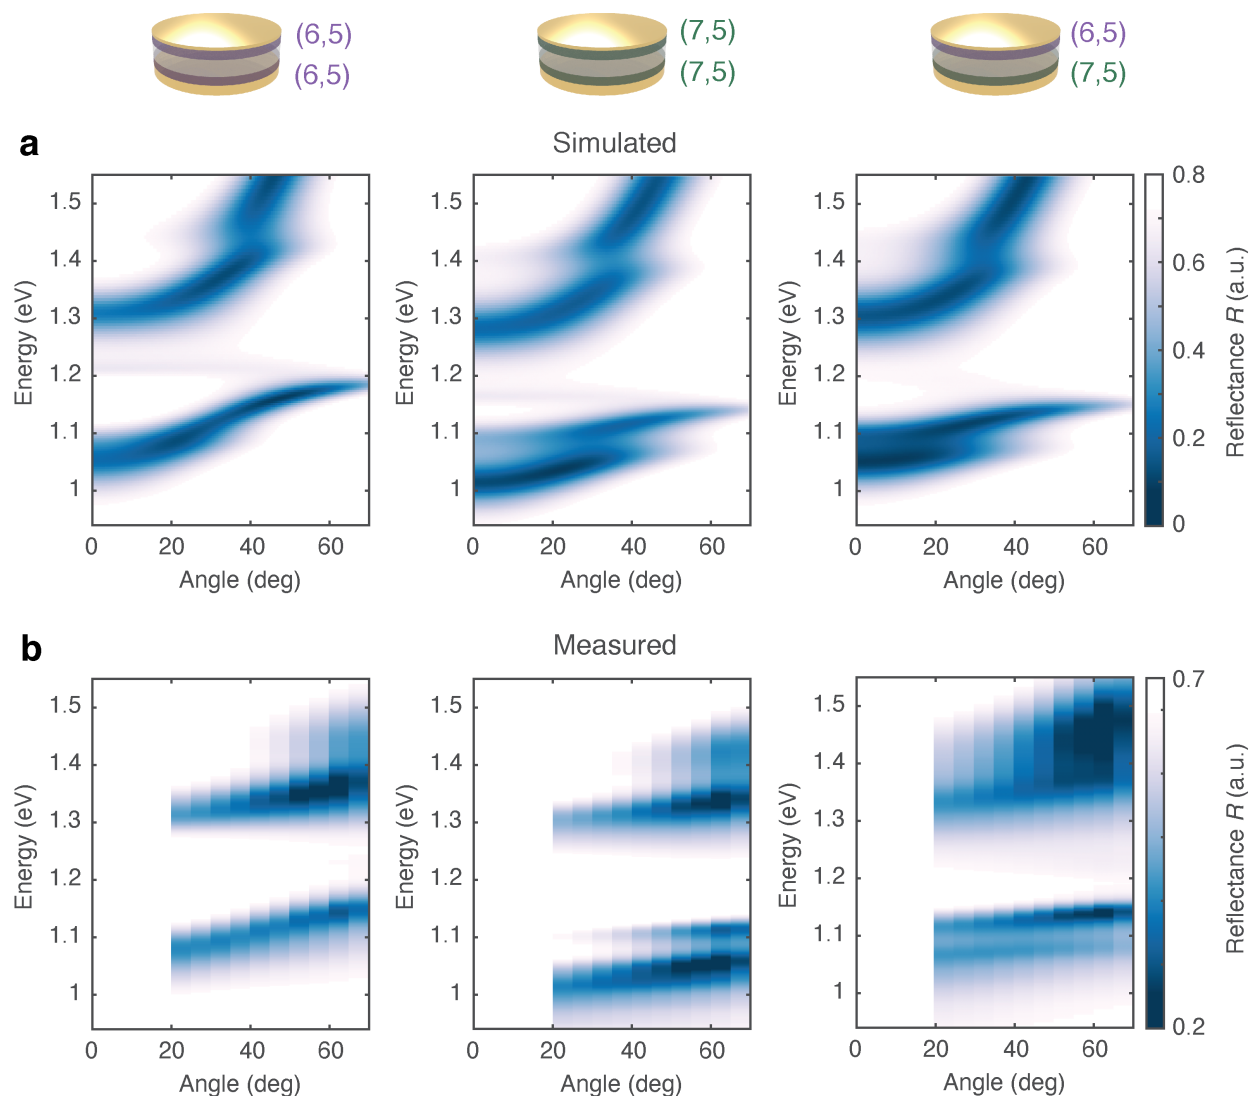 (6,5)
(6,5)
(7,5)
(7,5)
(6,5)
(7,5)
a
Simulated
1.5
1.4
1.3
1.2
1.1
1
Energy (eV)
0 20 40 60
Angle (deg)
1.5
1.4
1.3
1.2
1.1
1
Energy (eV)
0 20 40 60
Angle (deg)
1.5
1.4
1.3
1.2
1.1
1
Energy (eV)
0 20 40 60
Angle (deg)
0.8
0.6
0.4
0.2
0
Reflectance R (a.u.)
b
Measured
1.5
1.4
1.3
1.2
1.1
1
Energy (eV)
0 20 40 60
Angle (deg)
1.5
1.4
1.3
1.2
1.1
1
Energy (eV)
0 20 40 60
Angle (deg)
1.5
1.4
1.3
1.2
1.1
1
Energy (eV)
0 20 40 60
Angle (deg)
0.7
0.2
Reflectance R (a.u.)